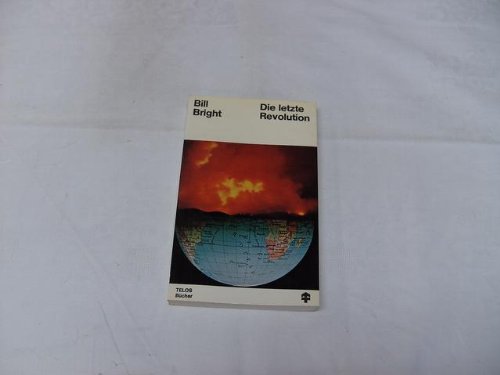 Bill
Bright
Die letzte
Revolution
TELOS
Bücher